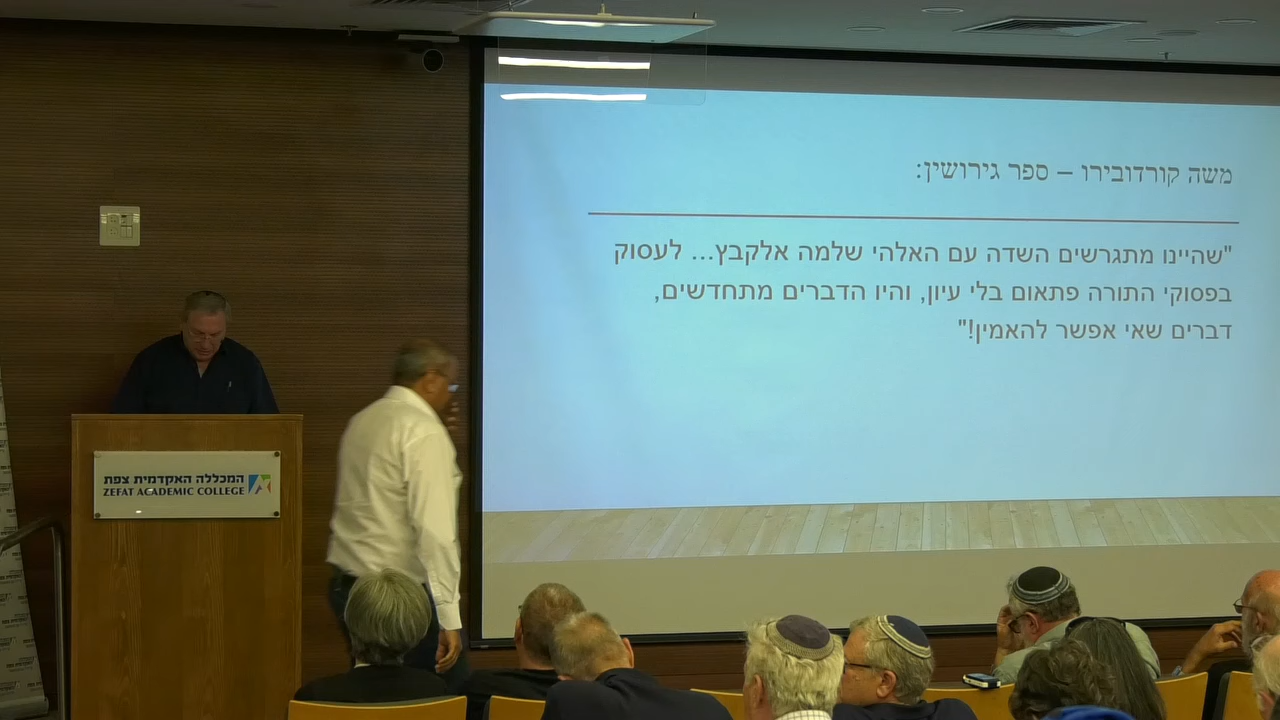 משה קורדובירו – ספר גירושין:
"שהיינו מתגרשים השדה עם האלהי שלמה אלקבץ... לעסוק
בפסוקי התורה פתאום בלי עיון, והיו הדברים מתחדשים,
דברים שאי אפשר להאמין!"
המכללה האקדמית צפת
ZEFAT ACADEMIC COLLEGE